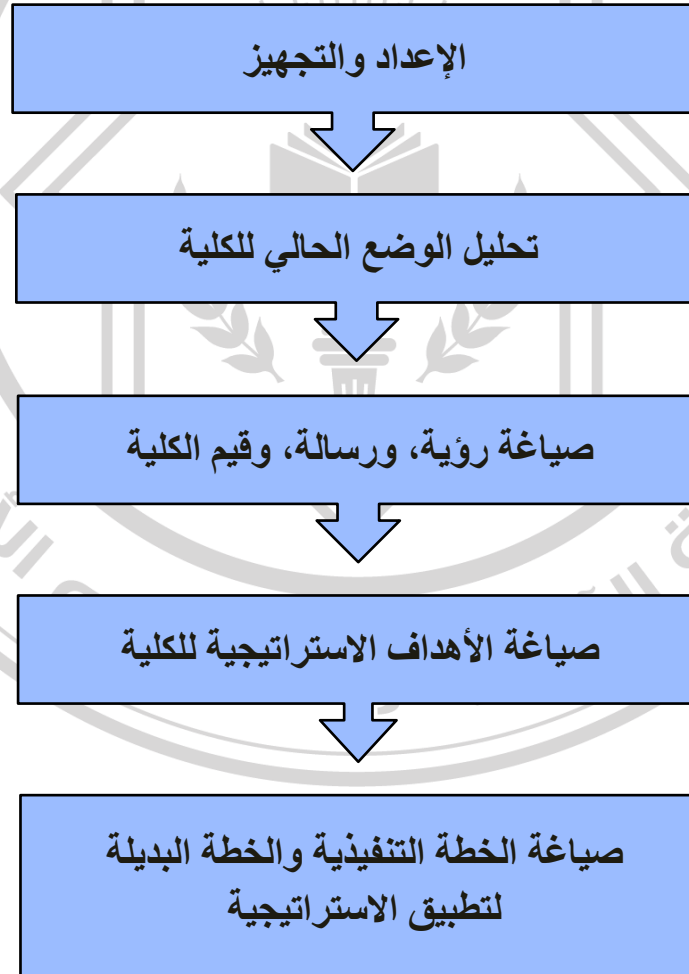 الإعداد والتجهيز
تحليل الوضع الحالي للكلية
صياغة رؤية، ورسالة، وقيم الكلية
صياغة الأهداف الاستراتيجية للكلية
صياغة الخطة التنفيذية والخطة البديلة
لتطبيق الاستراتيجية